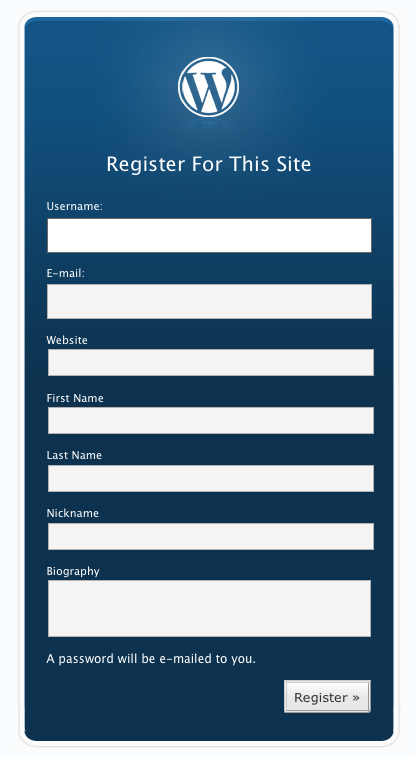 Register For This Site
Username:
E-mail:
Website
First Name
Last Name
Nickname
Biography
A password will be e-mailed to you.
Register »